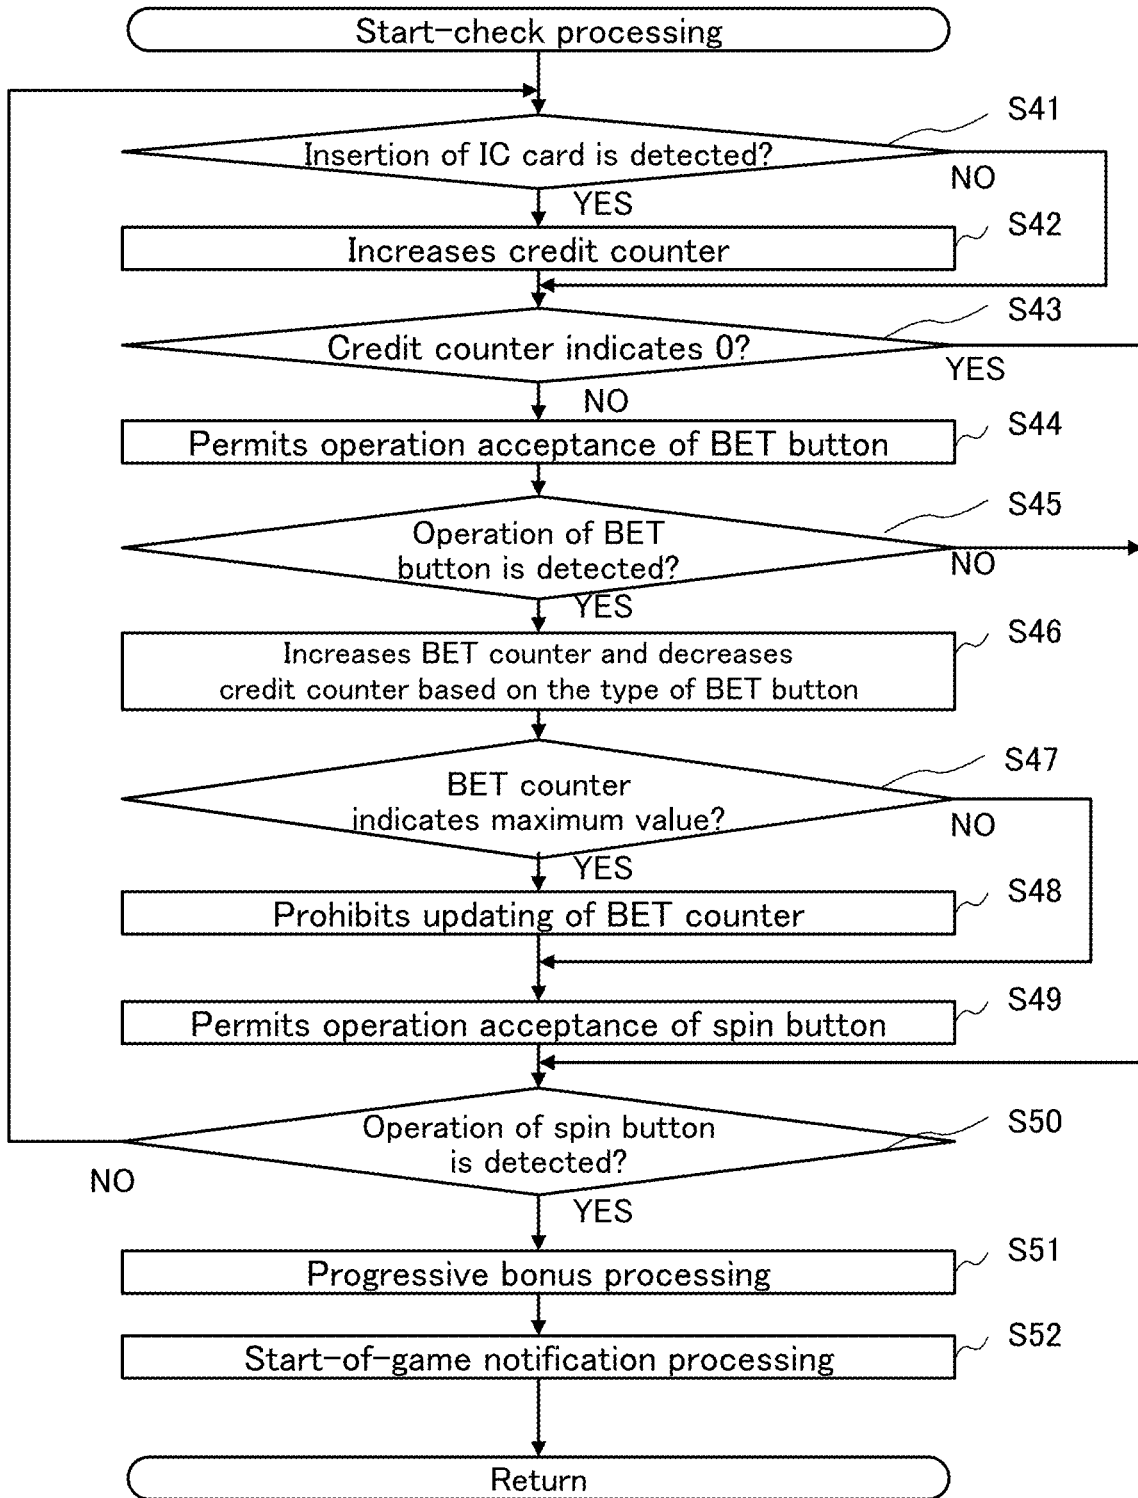 Start-check processing
S41
Insertion of IC card is detected?
NO
YES
S42
Increases credit counter
S43
Credit counter indicates 0?
YES
NO
S44
Permits operation acceptance of BET button
S45
Operation of BET
button is detected?
NO
YES
S46
Increases BET counter and decreases
credit counter based on the type of BET button
S47
BET counter
indicates maximum value?
NO
YES
S48
Prohibits updating of BET counter
S49
Permits operation acceptance of spin button
S50
Operation of spin button
is detected?
NO
YES
S51
Progressive bonus processing
S52
Start-of-game notification processing
Return